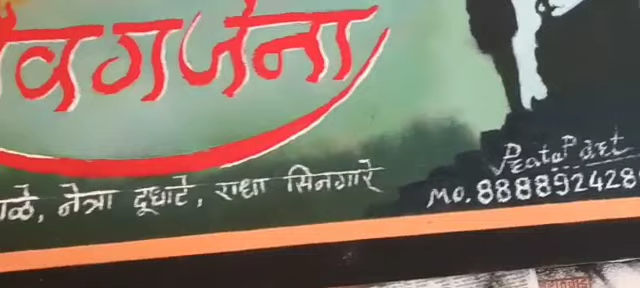 वगर्जना
ळे, नेत्रा दूधाटे, राधा सिनगारे
Mo. 888892428